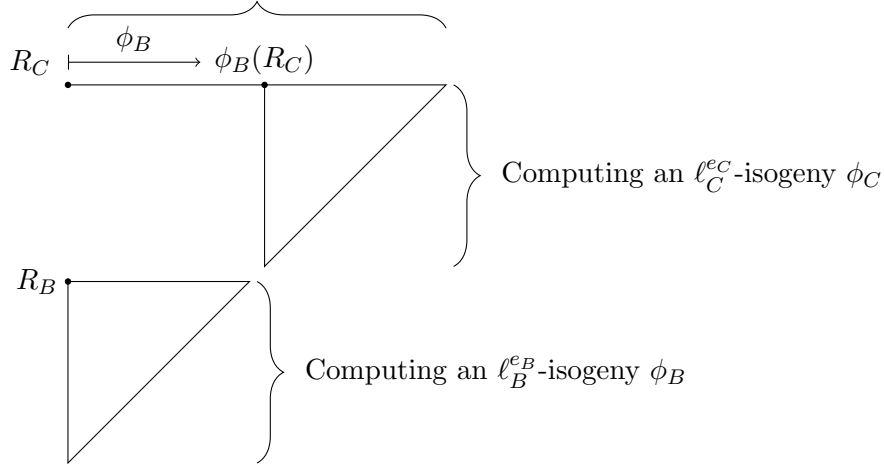 ϕ_B
R_C ϕ_B(R_C)
Computing an ℓ_C^{e_C}-isogeny ϕ_C
R_B
Computing an ℓ_B^{e_B}-isogeny ϕ_B